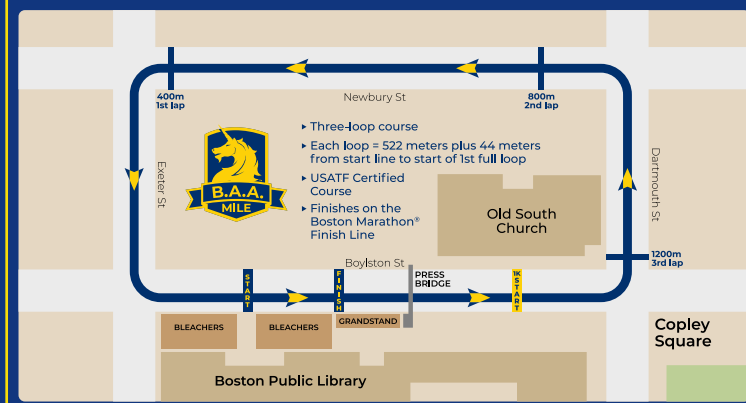 400m
1st lap
Newbury St
800m
2nd lap
▸ Three-loop course
▸ Each loop = 522 meters plus 44 meters
from start line to start of 1st full loop
▸ USATF Certified
Course
▸ Finishes on the
Boston Marathon®
Finish Line
B.A.A.
MILE
Exeter St
Dartmouth St
Old South
Church
1200m
3rd lap
Boylston St
PRESS
BRIDGE
START
FINISH
1K START
BLEACHERS
BLEACHERS
GRANDSTAND
Copley
Square
Boston Public Library